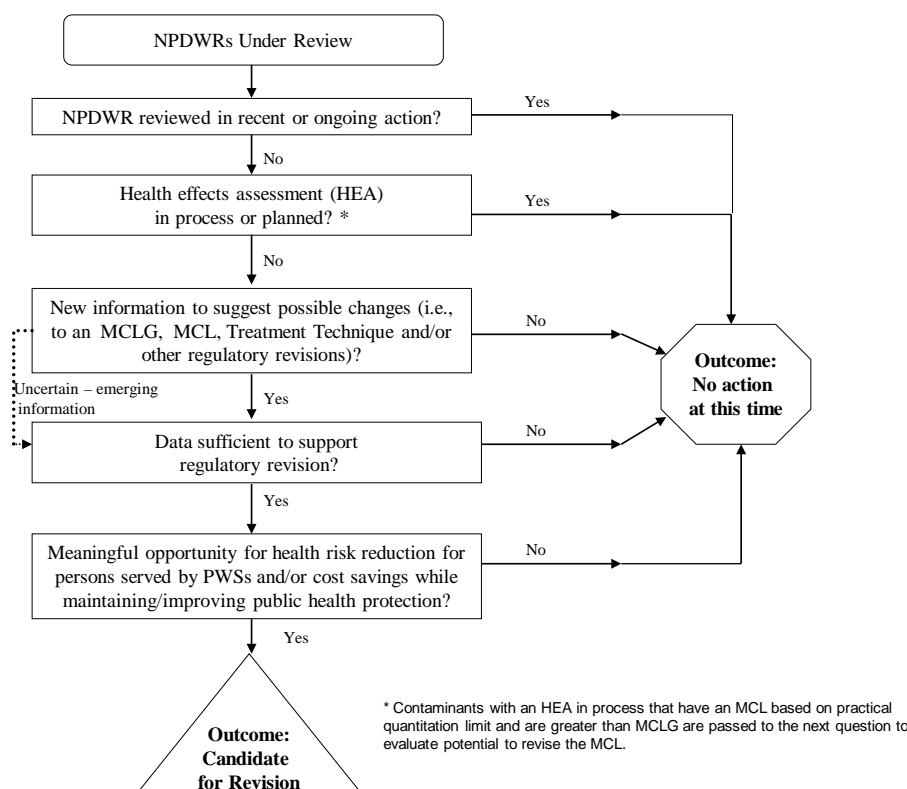 NPDWRs Under Review
NPDWR reviewed in recent or ongoing action?
Yes
No
Health effects assessment (HEA)
in process or planned? *
Yes
No
New information to suggest possible changes (i.e.,
to an MCLG, MCL, Treatment Technique and/or
other regulatory revisions)?
No
Outcome:
No action
at this time
Uncertain – emerging
information
Yes
Data sufficient to support
regulatory revision?
No
Yes
Meaningful opportunity for health risk reduction for
persons served by PWSs and/or cost savings while
maintaining/improving public health protection?
No
Yes
Outcome:
Candidate
for Revision
* Contaminants with an HEA in process that have an MCL based on practical
quantitation limit and are greater than MCLG are passed to the next question to
evaluate potential to revise the MCL.